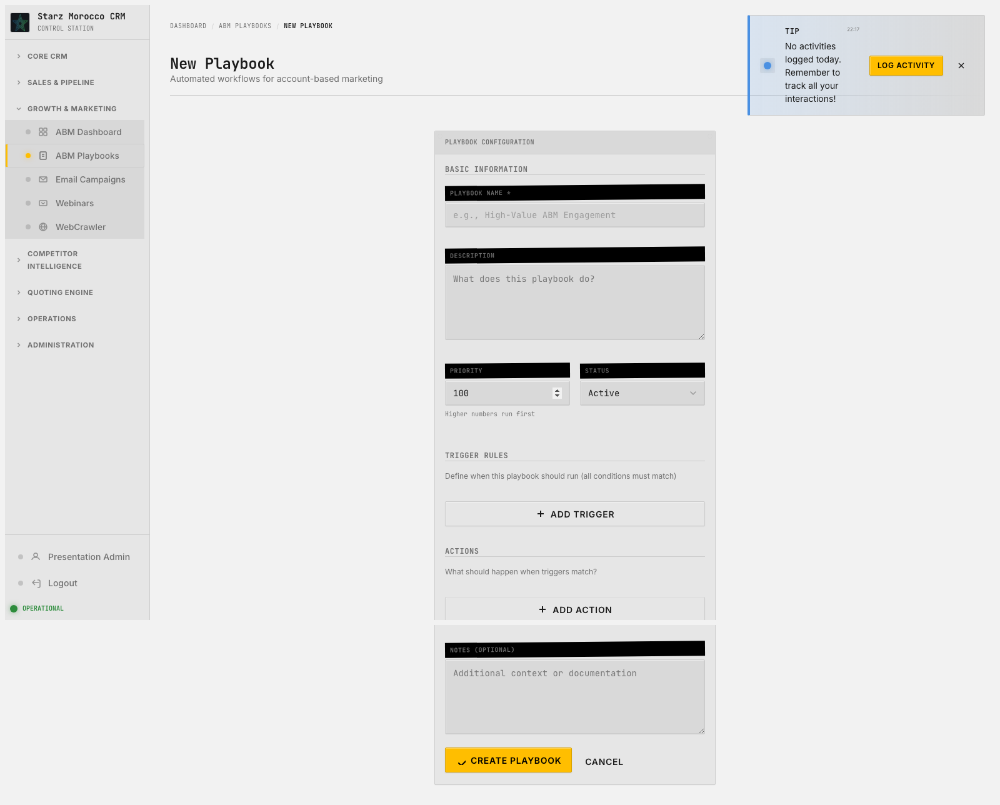 Starz Morocco CRM
CONTROL STATION
CORE CRM
SALES & PIPELINE
GROWTH & MARKETING
ABM Dashboard
ABM Playbooks
Email Campaigns
Webinars
WebCrawler
COMPETITOR
INTELLIGENCE
QUOTING ENGINE
OPERATIONS
ADMINISTRATION
Presentation Admin
Logout
OPERATIONAL
DASHBOARD / ABM PLAYBOOKS / NEW PLAYBOOK
New Playbook
Automated workflows for account-based marketing
TIP 22:17
No activities
logged today.
Remember to
track all your
interactions!
LOG ACTIVITY
PLAYBOOK CONFIGURATION
BASIC INFORMATION
PLAYBOOK NAME *
e.g., High-Value ABM Engagement
DESCRIPTION
What does this playbook do?
PRIORITY
100
Higher numbers run first
STATUS
Active
TRIGGER RULES
Define when this playbook should run (all conditions must match)
+ ADD TRIGGER
ACTIONS
What should happen when triggers match?
+ ADD ACTION
NOTES (OPTIONAL)
Additional context or documentation
CREATE PLAYBOOK
CANCEL